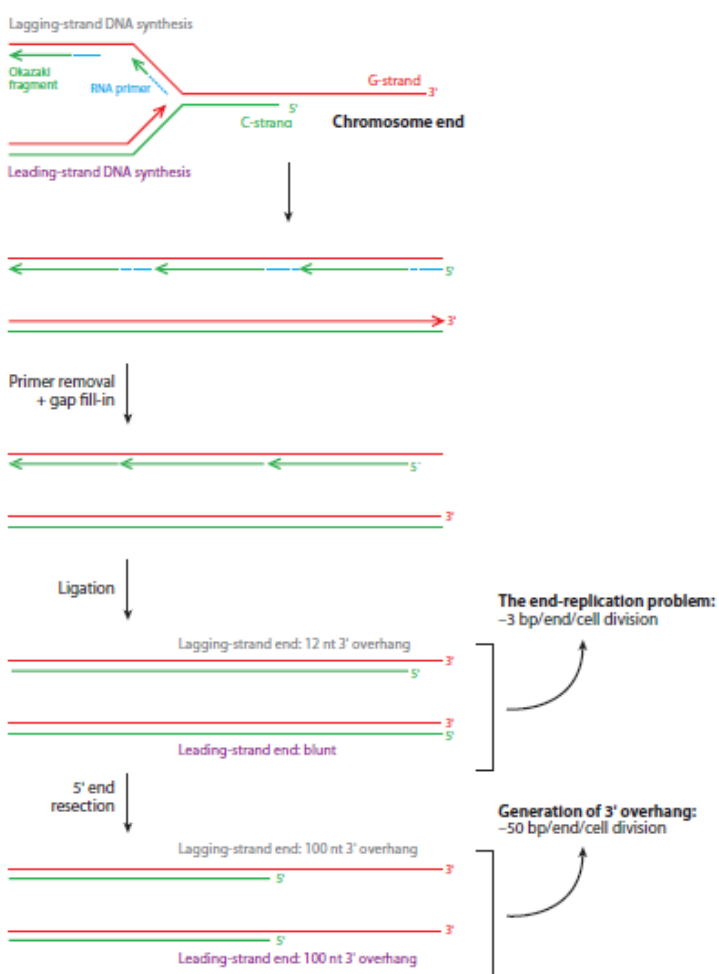 Lagging-strand DNA synthesis
Okazaki
fragment
RNA primer
G-strand
3'
5'
C-strand
Chromosome end
Leading-strand DNA synthesis
5'
3'
Primer removal
+ gap fill-in
5'
3'
Ligation
The end-replication problem:
–3 bp/end/cell division
Lagging-strand end: 12 nt 3' overhang
3'
5'
3'
5'
Leading-strand end: blunt
5' end
resection
Generation of 3' overhang:
–50 bp/end/cell division
Lagging-strand end: 100 nt 3' overhang
3'
5'
3'
5'
Leading-strand end: 100 nt 3' overhang